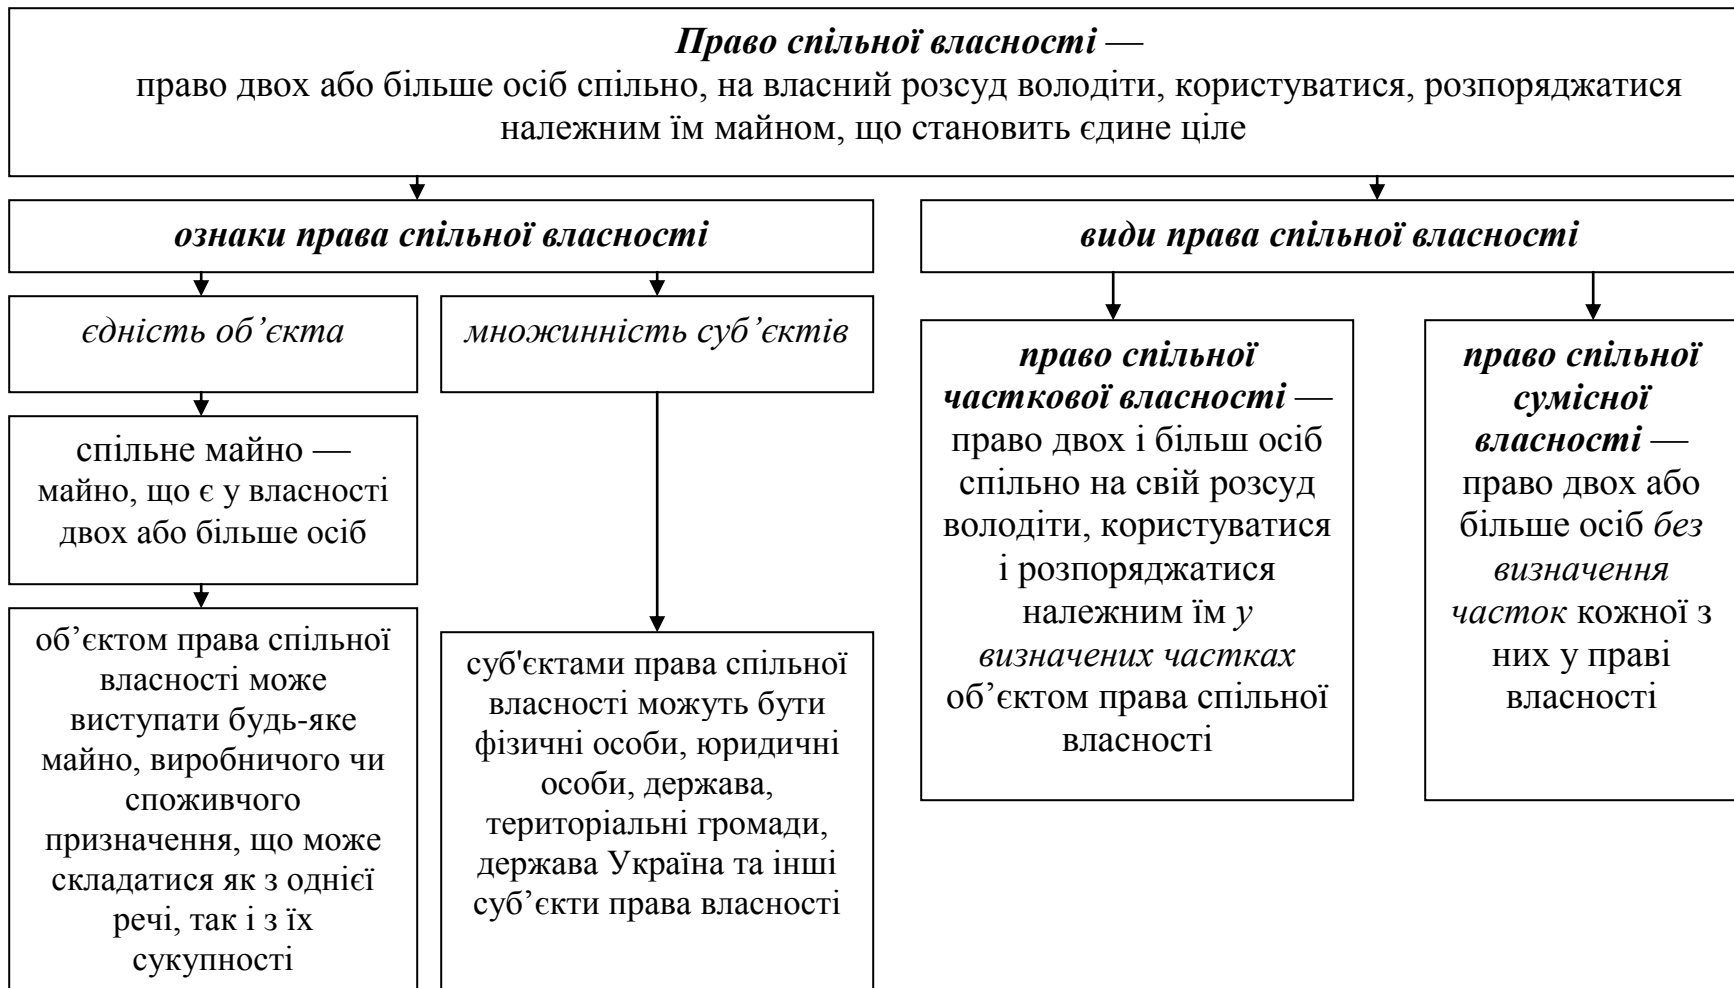 Право спільної власності —
право двох або більше осіб спільно, на власний розсуд володіти, користуватися, розпоряджатися
належним їм майном, що становить єдине ціле
ознаки права спільної власності
види права спільної власності
єдність об’єкта
множинність суб’єктів
спільне майно —
майно, що є у власності
двох або більше осіб
об’єктом права спільної
власності може
виступати будь-яке
майно, виробничого чи
споживчого
призначення, що може
складатися як з однієї
речі, так і з їх
сукупності
суб'єктами права спільної
власності можуть бути
фізичні особи, юридичні
особи, держава,
територіальні громади,
держава Україна та інші
суб’єкти права власності
право спільної
часткової власності —
право двох і більш осіб
спільно на свій розсуд
володіти, користуватися
і розпоряджатися
належним їм у
визначених частках
об’єктом права спільної
власності
право спільної
сумісної
власності —
право двох або
більше осіб без
визначення
часток кожної з
них у праві
власності